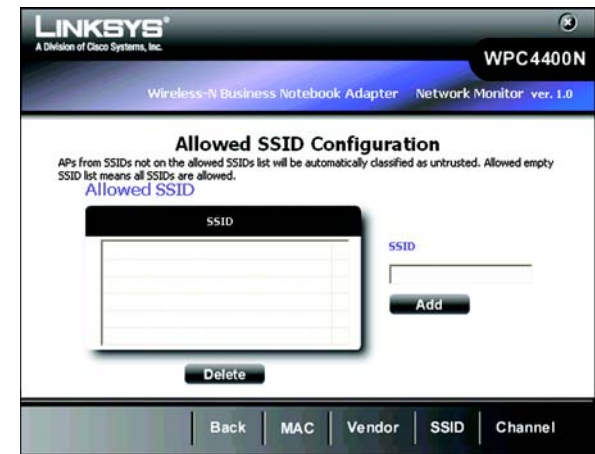 LINKSYS®
A Division of Cisco Systems, Inc.
WPC4400N
Wireless-N Business Notebook Adapter Network Monitor ver. 1.0
Allowed SSID Configuration
APs from SSIDs not on the allowed SSIDs list will be automatically classified as untrusted. Allowed empty
SSID list means all SSIDs are allowed.
Allowed SSID
SSID
SSID
Add
Delete
Back MAC Vendor SSID Channel